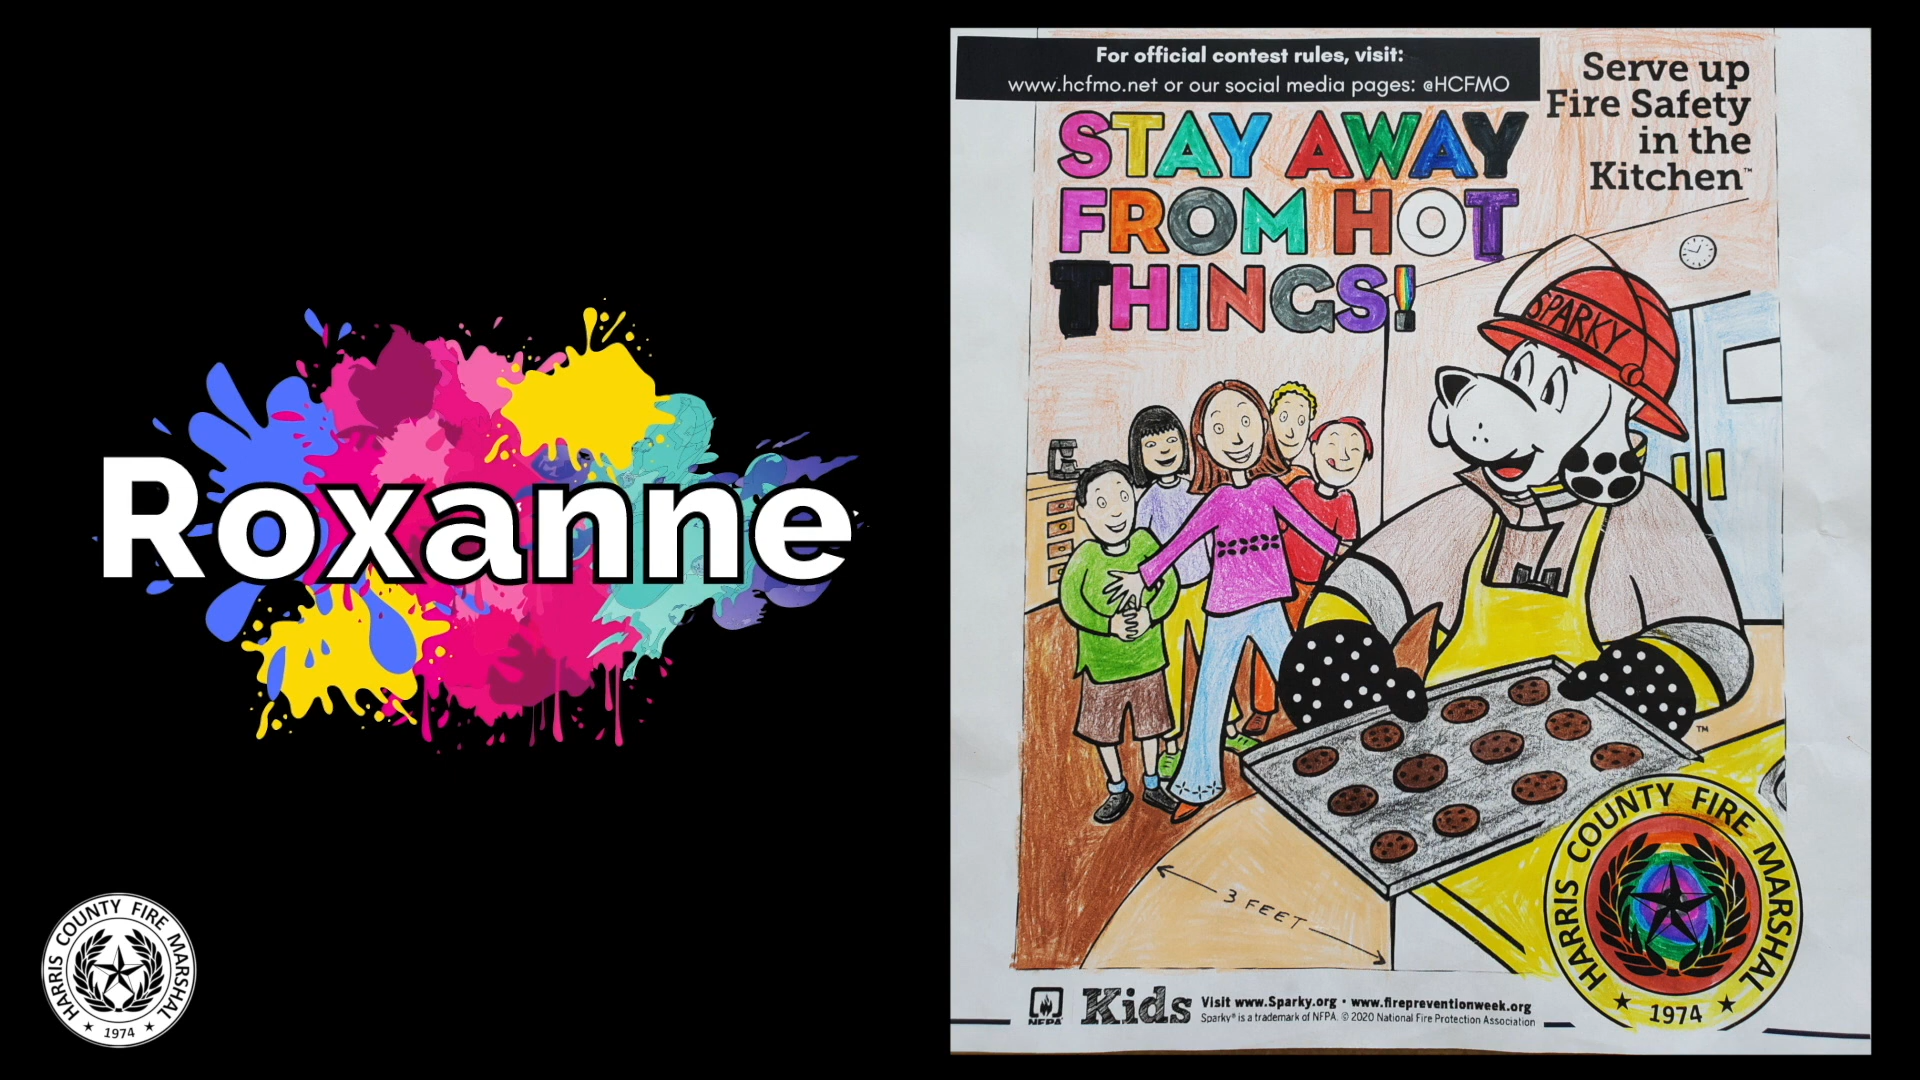 Roxanne
HARRIS COUNTY FIRE MARSHAL
1974
For official contest rules, visit:
www.hcfmo.net or our social media pages: @HCFMO
Serve up
Fire Safety
in the
Kitchen™
STAY AWAY
FROM HOT
THINGS!
SPARKY
™
3 FEET
HARRIS COUNTY FIRE MARSHAL
1974
NFPA
Kids
Visit www.Sparky.org • www.firepreventionweek.org
Sparky® is a trademark of NFPA. © 2020 National Fire Protection Association